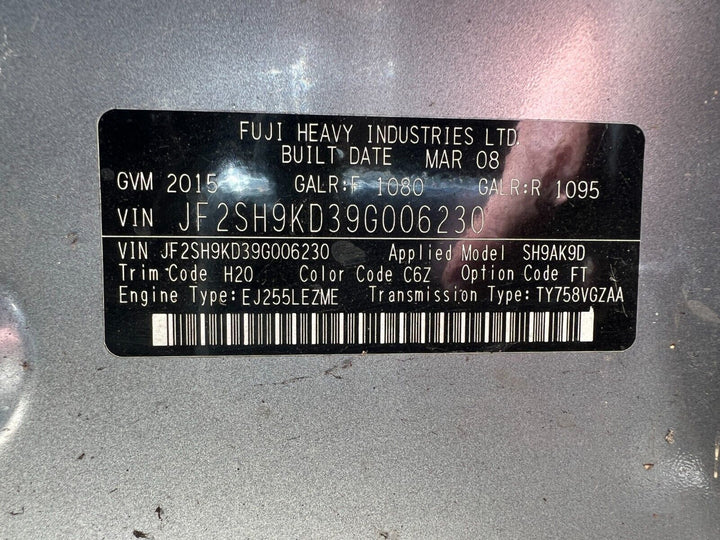 FUJI HEAVY INDUSTRIES LTD.
BUILT DATE MAR 08
GVM 2015 GALR:F 1080 GALR:R 1095
VIN JF2SH9KD39G006230
VIN JF2SH9KD39G006230 Applied Model SH9AK9D
Trim Code H20 Color Code C6Z Option Code FT
Engine Type:EJ255LEZME Transmission Type:TY758VGZAA